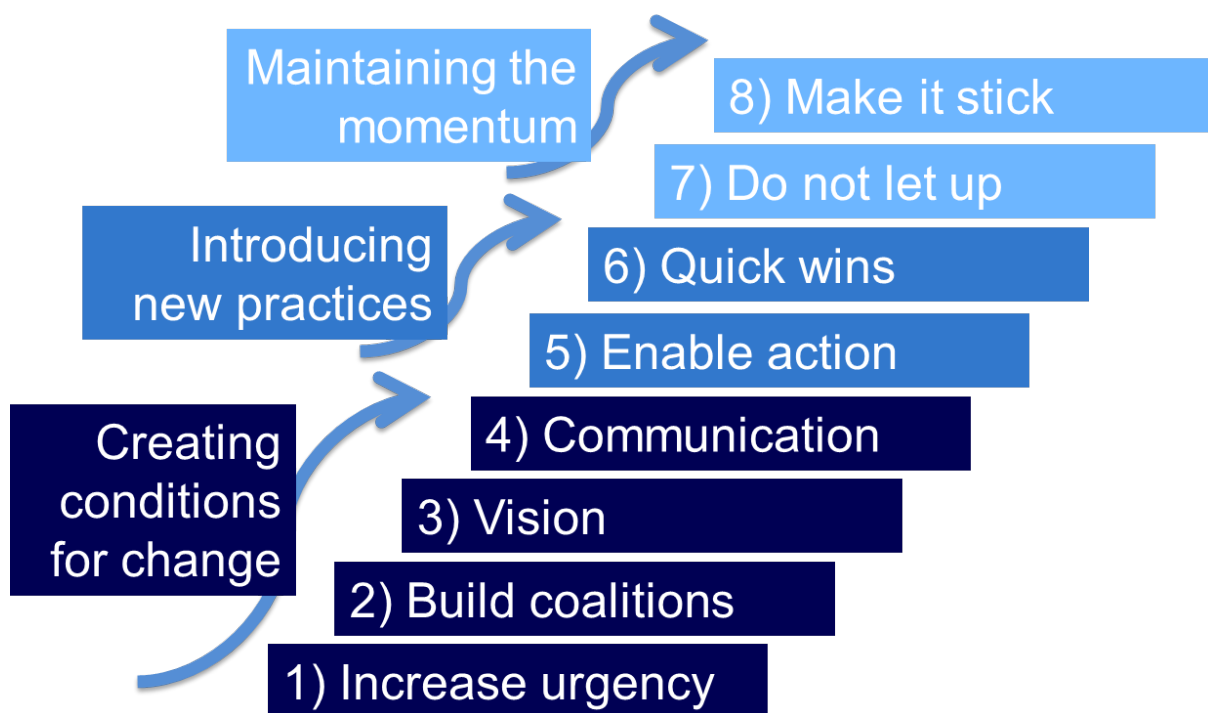 Maintaining the
momentum
8) Make it stick
7) Do not let up
Introducing
new practices
6) Quick wins
5) Enable action
Creating
conditions
for change
4) Communication
3) Vision
2) Build coalitions
1) Increase urgency